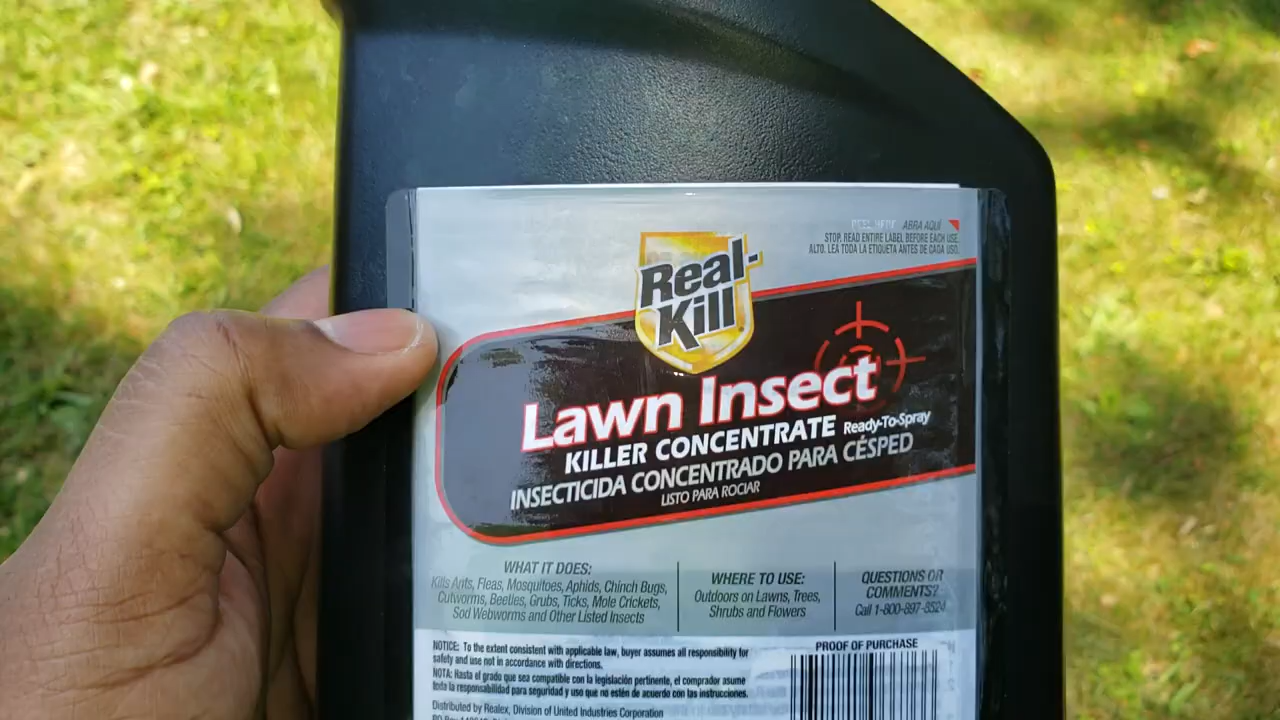 ABRA AQUÍ
STOP. READ ENTIRE LABEL BEFORE EACH USE.
ALTO. LEA TODA LA ETIQUETA ANTES DE CADA USO.
Real-
Kill
Lawn Insect
KILLER CONCENTRATE Ready-To-Spray
INSECTICIDA CONCENTRADO PARA CÉSPED
LISTO PARA ROCIAR
WHAT IT DOES:
Kills Ants, Fleas, Mosquitoes, Aphids, Chinch Bugs,
Cutworms, Beetles, Grubs, Ticks, Mole Crickets,
Sod Webworms and Other Listed Insects
WHERE TO USE:
Outdoors on Lawns, Trees,
Shrubs and Flowers
QUESTIONS OR
COMMENTS?
Call 1-800-897-8524
NOTICE: To the extent consistent with applicable law, buyer assumes all responsibility for
safety and use not in accordance with directions.
NOTA: Hasta el grado que sea compatible con la legislación pertinente, el comprador asume
toda la responsabilidad para seguridad y uso que no estén de acuerdo con las instrucciones.
Distributed by Realex, Division of United Industries Corporation
PROOF OF PURCHASE